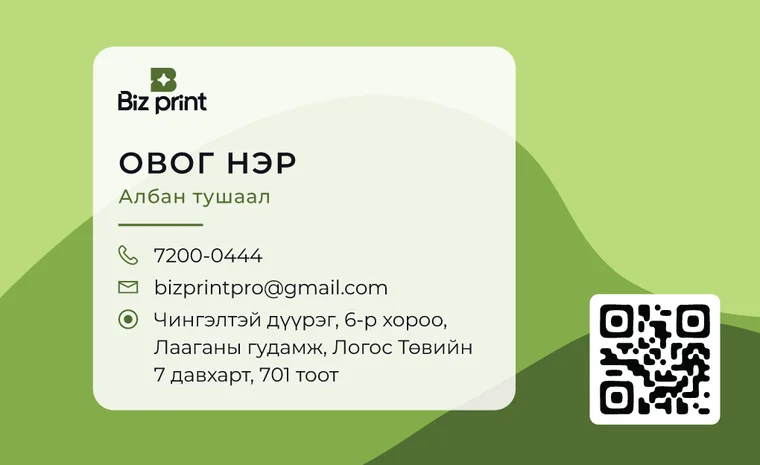 Biz print
ОВОГ НЭР
Албан тушаал
7200-0444
bizprintpro@gmail.com
Чингэлтэй дүүрэг, 6-р хороо,
Лааганы гудамж, Логос Төвийн
7 давхарт, 701 тоот